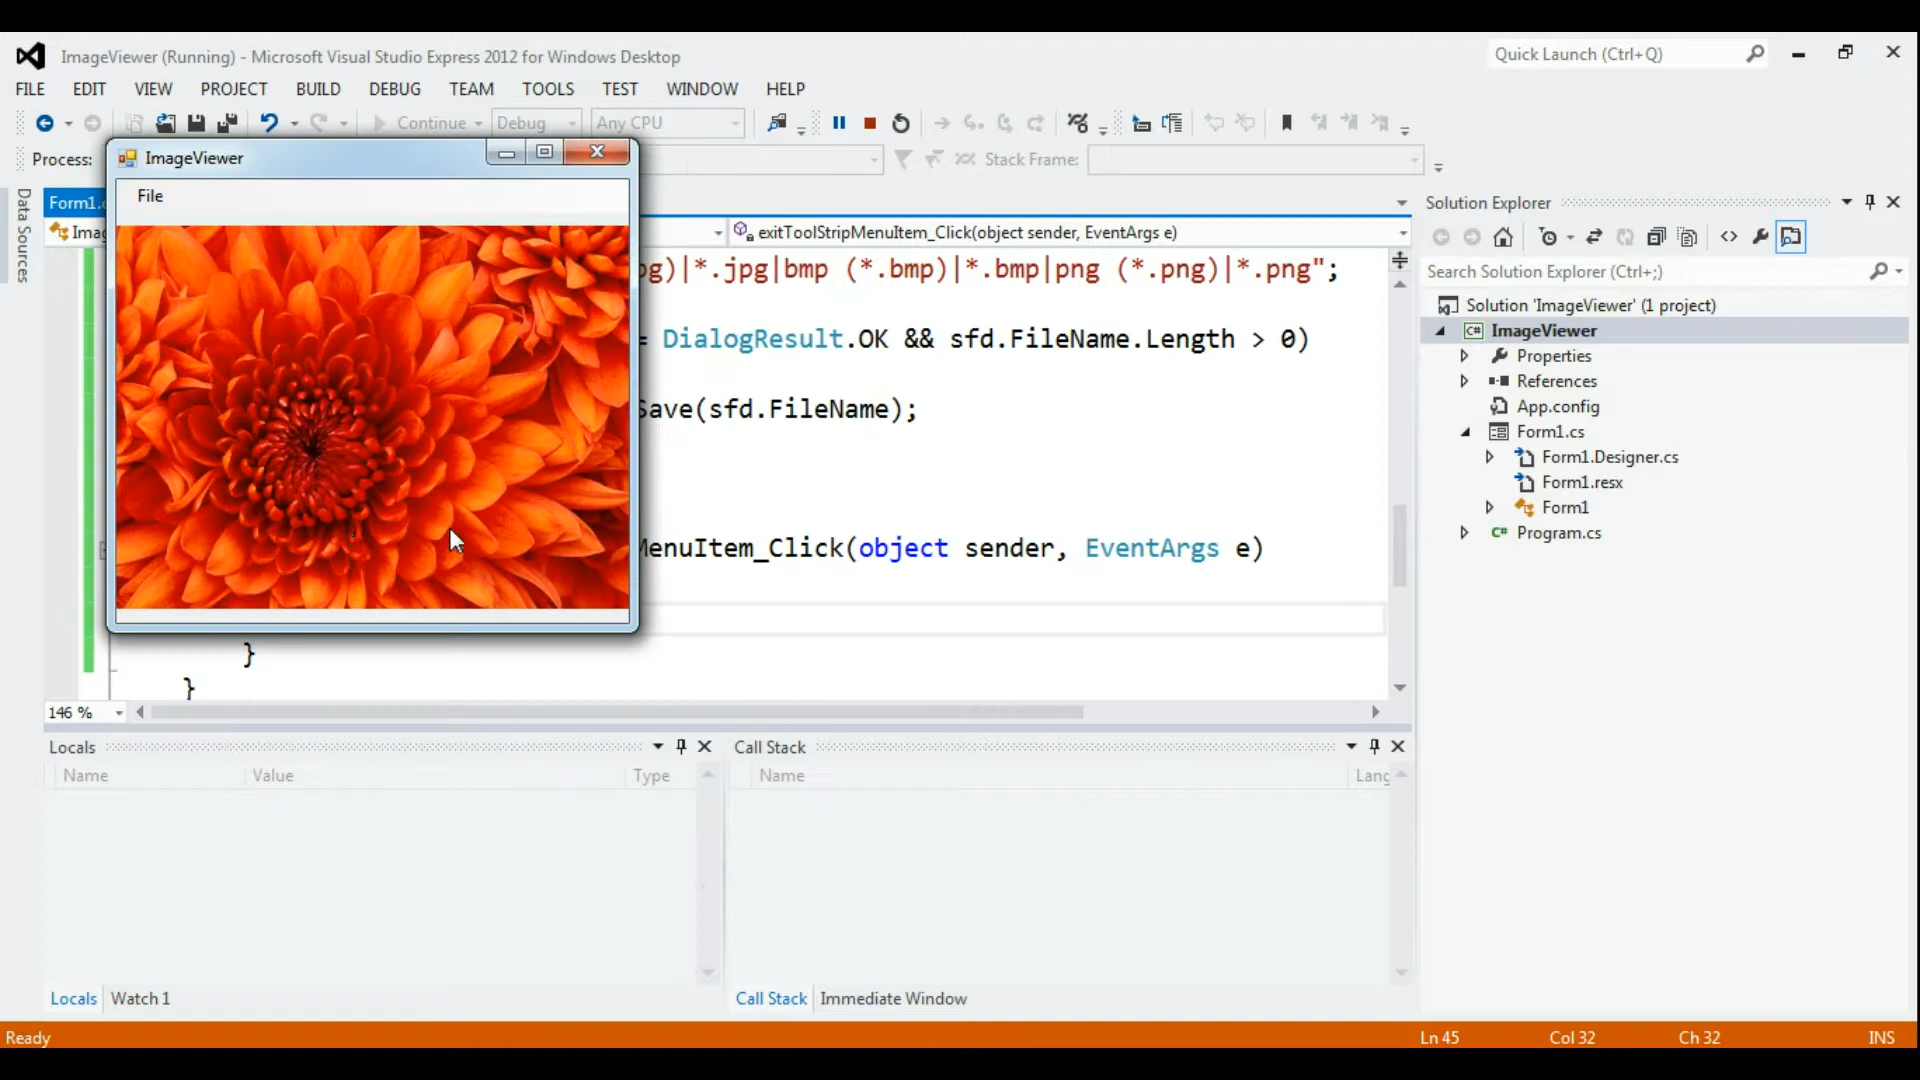 ImageViewer (Running) - Microsoft Visual Studio Express 2012 for Windows Desktop
Quick Launch (Ctrl+Q)
FILE EDIT VIEW PROJECT BUILD DEBUG TEAM TOOLS TEST WINDOW HELP
Continue Debug Any CPU
Process: Stack Frame:
ImageViewer
File
Data Sources
Form1.
Imag
exitToolStripMenuItem_Click(object sender, EventArgs e)
g)|*.jpg|bmp (*.bmp)|*.bmp|png (*.png)|*.png";
= DialogResult.OK && sfd.FileName.Length > 0)
Save(sfd.FileName);
MenuItem_Click(object sender, EventArgs e)
}
}
146 %
Solution Explorer
Search Solution Explorer (Ctrl+;)
Solution 'ImageViewer' (1 project)
C# ImageViewer
Properties
References
App.config
Form1.cs
Form1.Designer.cs
Form1.resx
Form1
C# Program.cs
Locals
Name Value Type
Call Stack
Name Lang
Locals Watch 1
Call Stack Immediate Window
Ready Ln 45 Col 32 Ch 32 INS